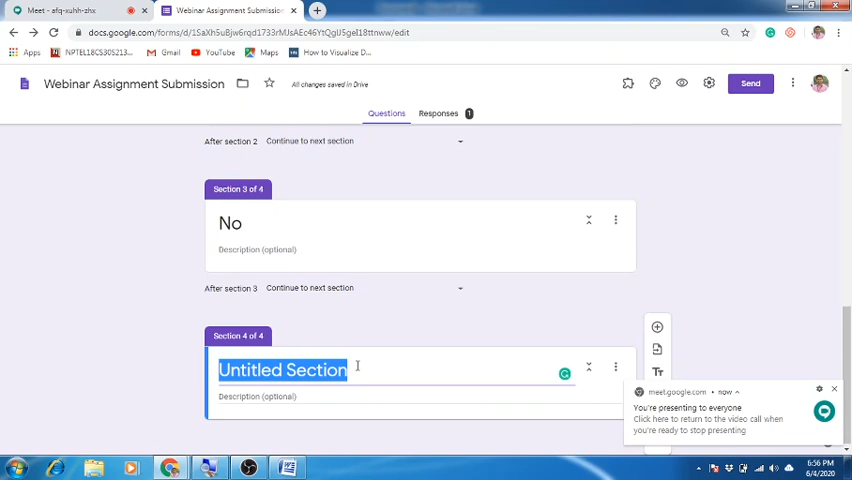 Meet - afq-xuhh-zhx
Webinar Assignment Submission
docs.google.com/forms/d/1SaXh5uBjw6rqd1733rMJsAEc46YtQgIJ5geI18ttnww/edit
Apps
NPTEL18CS30S213...
Gmail
YouTube
Maps
How to Visualize D...
Webinar Assignment Submission
All changes saved in Drive
Send
Questions
Responses 1
After section 2 Continue to next section
Section 3 of 4
No
Description (optional)
After section 3 Continue to next section
Section 4 of 4
Untitled Section
Description (optional)
Tт
meet.google.com • now
You're presenting to everyone
Click here to return to the video call when
you're ready to stop presenting
6:56 PM
6/4/2020